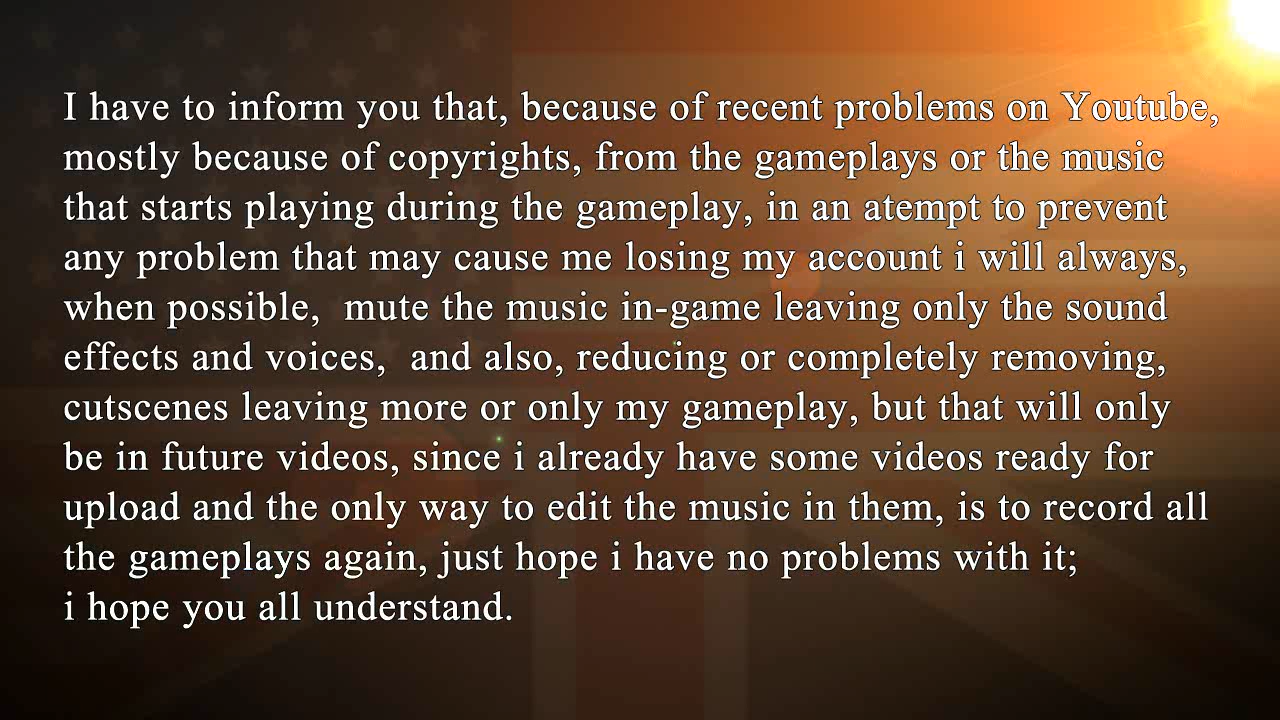 I have to inform you that, because of recent problems on Youtube,
mostly because of copyrights, from the gameplays or the music
that starts playing during the gameplay, in an atempt to prevent
any problem that may cause me losing my account i will always,
when possible,  mute the music in-game leaving only the sound
effects and voices,  and also, reducing or completely removing,
cutscenes leaving more or only my gameplay, but that will only
be in future videos, since i already have some videos ready for
upload and the only way to edit the music in them, is to record all
the gameplays again, just hope i have no problems with it;
i hope you all understand.